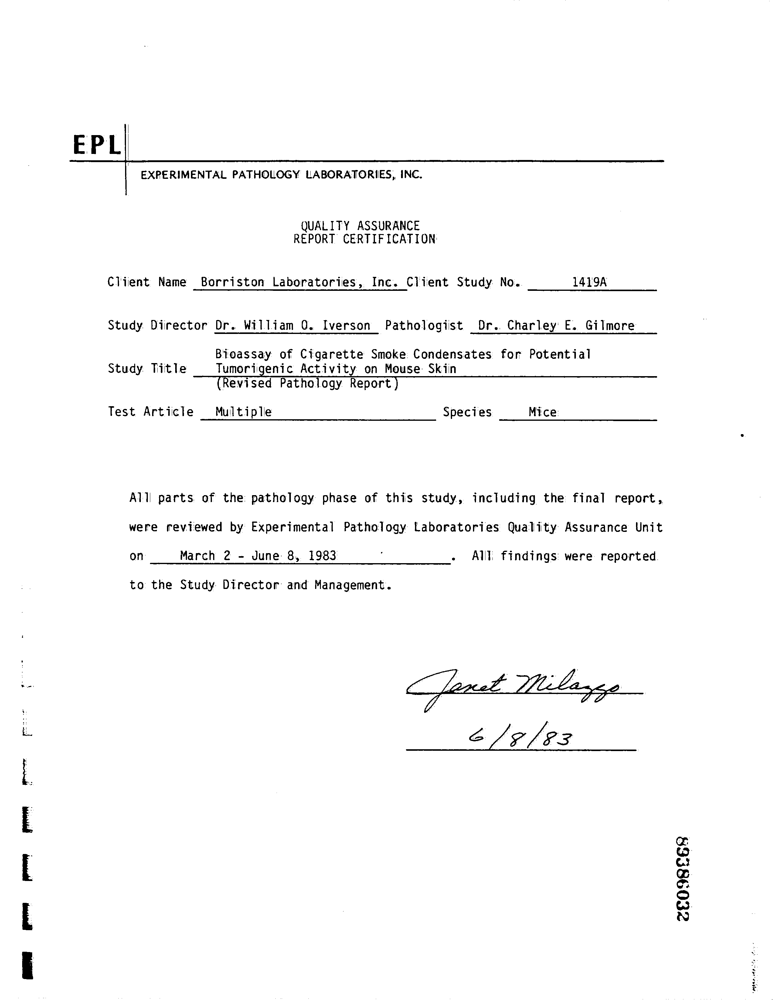 EPL
EXPERIMENTAL PATHOLOGY LABORATORIES, INC.
QUALITY ASSURANCE
REPORT CERTIFICATION
Client Name Borriston Laboratories, Inc. Client Study No. 1419A
Study Director Dr. William O. Iverson Pathologist Dr. Charley E. Gilmore
Bioassay of Cigarette Smoke Condensates for Potential
Study Title Tumorigenic Activity on Mouse Skin
(Revised Pathology Report)
Test Article Multiple Species Mice
All parts of the pathology phase of this study, including the final report,
were reviewed by Experimental Pathology Laboratories Quality Assurance Unit
on March 2 - June 8, 1983 . All findings were reported
to the Study Director and Management.
Janet Milazzo
6/8/83
89386032